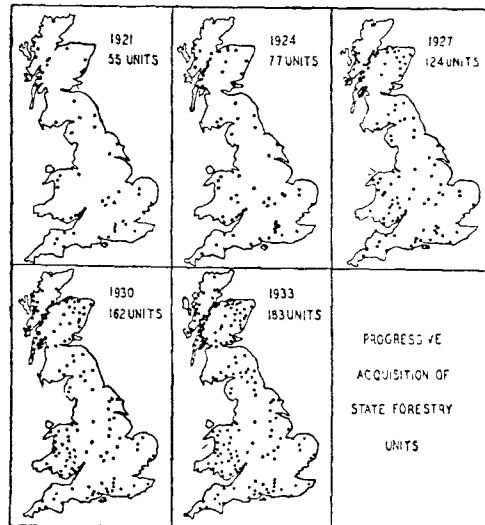 1921
55 UNITS
1924
77 UNITS
1927
124 UNITS
1930
162 UNITS
1933
183 UNITS
PROGRESSIVE
ACQUISITION OF
STATE FORESTRY
UNITS